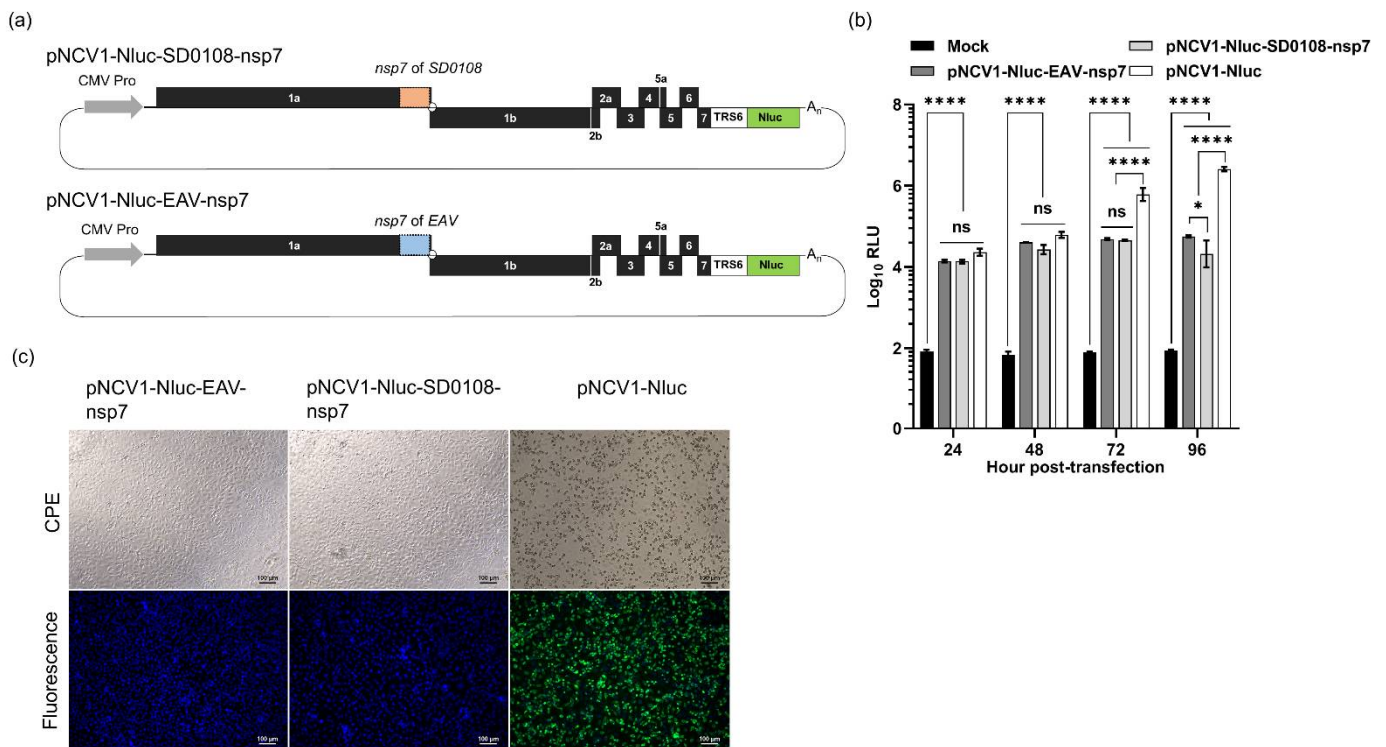 (a)
pNCV1-Nluc-SD0108-nsp7
CMV Pro
nsp7 of SD0108
1a
1b
2a
2b
3
4
5a
5
6
7
TRS6
Nluc
An
pNCV1-Nluc-EAV-nsp7
CMV Pro
nsp7 of EAV
1a
1b
2a
2b
3
4
5a
5
6
7
TRS6
Nluc
An
(b)
Mock
pNCV1-Nluc-SD0108-nsp7
pNCV1-Nluc-EAV-nsp7
pNCV1-Nluc
Log10 RLU
8
6
4
2
0
****
ns
****
ns
****
****
ns
****
****
*
24
48
72
96
Hour post-transfection
(c)
pNCV1-Nluc-EAV-
nsp7
pNCV1-Nluc-SD0108-
nsp7
pNCV1-Nluc
CPE
100 μm
100 μm
100 μm
Fluorescence
100 μm
100 μm
100 μm